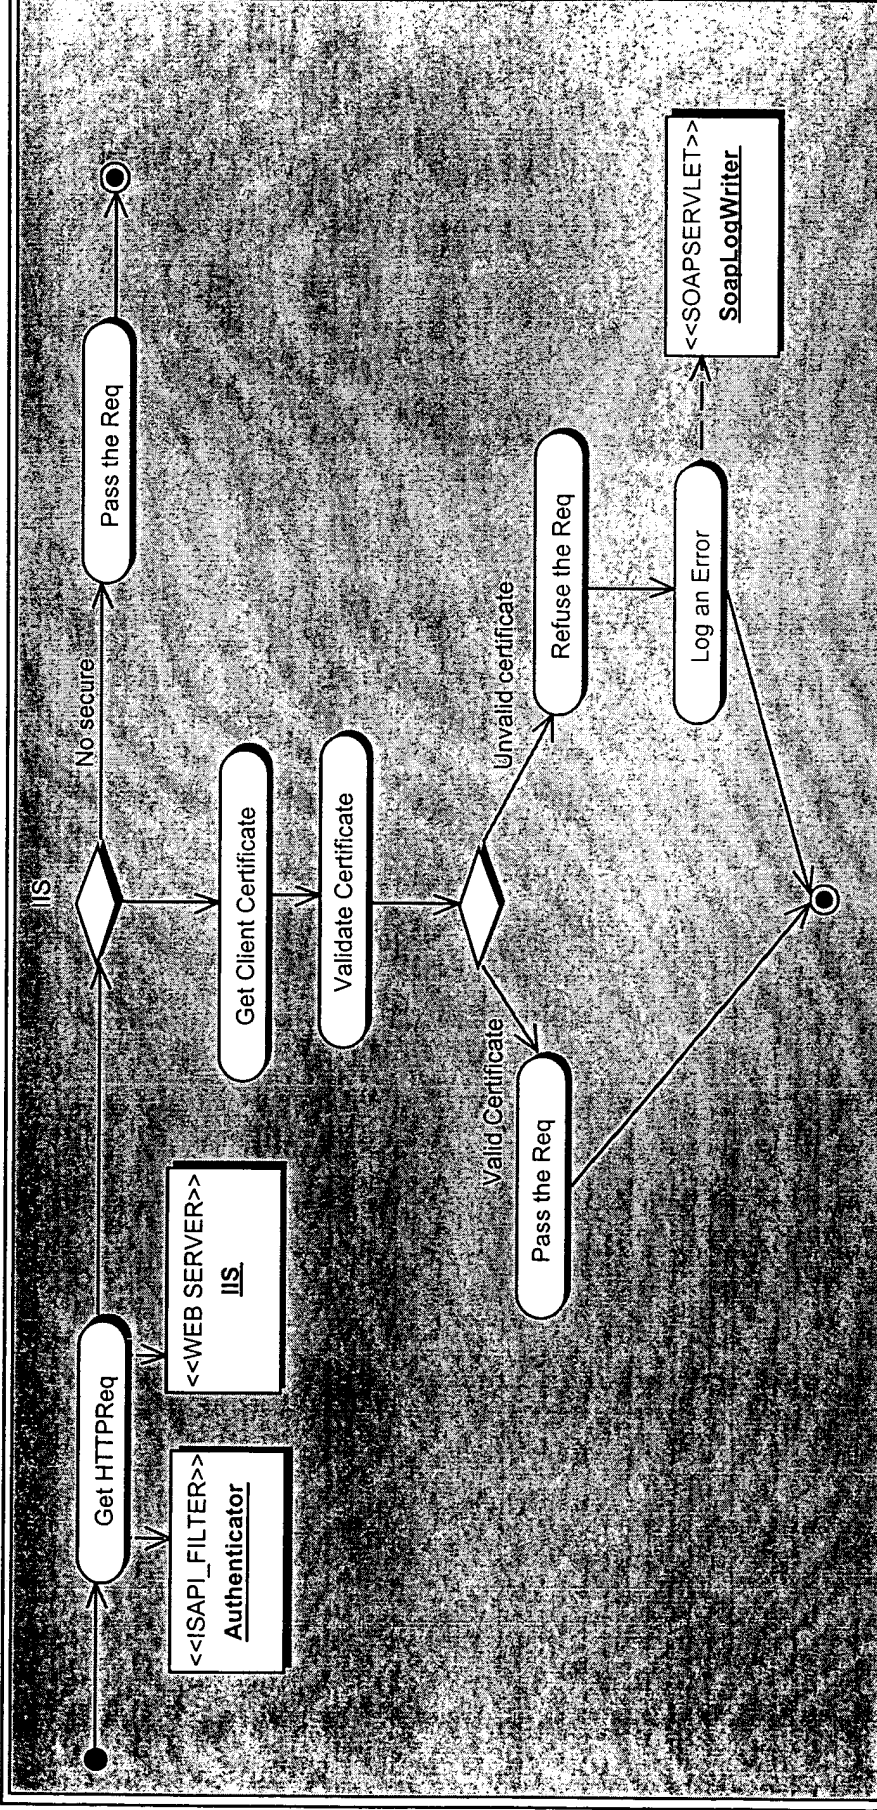 IIS
Get HTTPReq
No secure
Pass the Req
<<ISAPI_FILTER>>
Authenticator
<<WEB SERVER>>
IIS
Get Client Certificate
Validate Certificate
Valid Certificate
Unvalid certificate
Pass the Req
Refuse the Req
Log an Error
<<SOAPSERVLET>>
SoapLogWriter